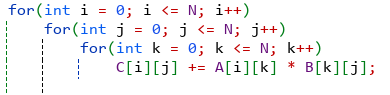 for(int i = 0; i <= N; i++)
for(int j = 0; j <= N; j++)
for(int k = 0; k <= N; k++)
C[i][j] += A[i][k] * B[k][j];